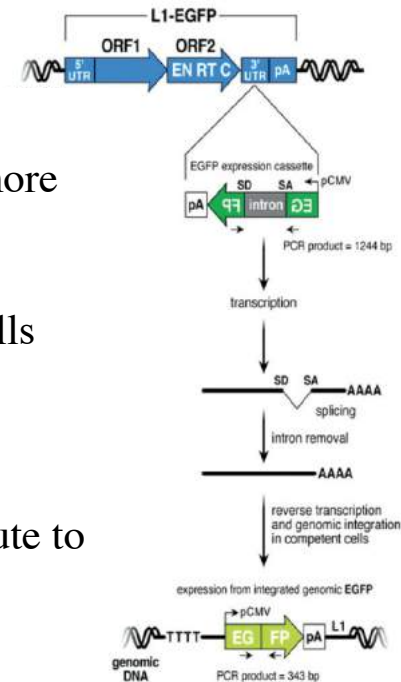 L1-EGFP
ORF1 ORF2
5' UTR EN RT C 3' UTR pA
EGFP expression cassette
pCMV
SD SA
pA FP intron EG
PCR product = 1244 bp
nore
transcription
lls
SD SA
AAAA
splicing
intron removal
AAAA
ute to
reverse transcription
and genomic integration
in competent cells
expression from integrated genomic EGFP
pCMV
TTTT EG FP pA L1
genomic
DNA
PCR product = 343 bp